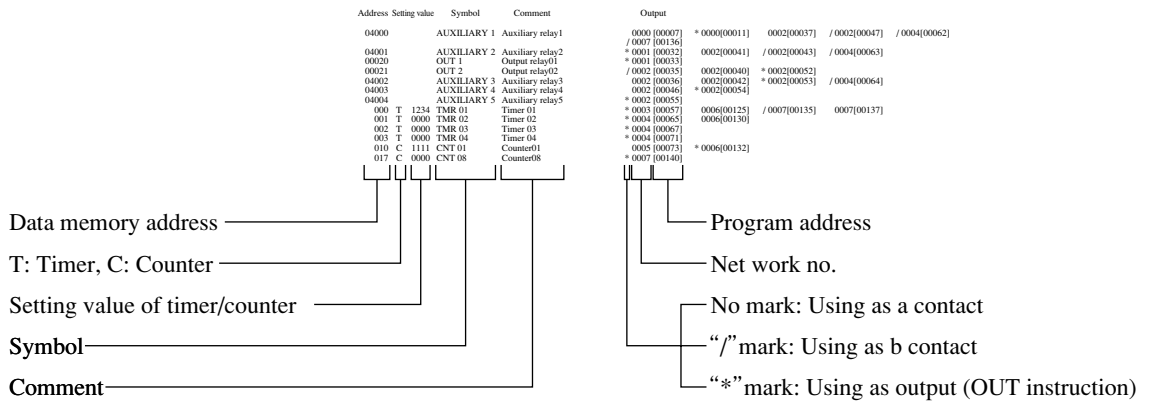 Address Setting value Symbol Comment Output
04000 AUXILIARY 1 Auxiliary relay1 0000 [00007] * 0000[00011] 0002[00037] / 0002[00047] / 0004[00062]
/ 0007 [00136]
04001 AUXILIARY 2 Auxiliary relay2 * 0001 [00032] 0002[00041] / 0002[00043] / 0004[00063]
00020 OUT 1 Output relay01 * 0001 [00033]
00021 OUT 2 Output relay02 / 0002 [00035] 0002[00040] * 0002[00052]
04002 AUXILIARY 3 Auxiliary relay3 0002 [00036] 0002[00042] * 0002[00053] / 0004[00064]
04003 AUXILIARY 4 Auxiliary relay4 0002 [00046] * 0002[00054]
04004 AUXILIARY 5 Auxiliary relay5 * 0002 [00055]
000 T 1234 TMR 01 Timer 01 * 0003 [00057] 0006[00125] / 0007[00135] 0007[00137]
001 T 0000 TMR 02 Timer 02 * 0004 [00065] 0006[00130]
002 T 0000 TMR 03 Timer 03 * 0004 [00067]
003 T 0000 TMR 04 Timer 04 * 0004 [00071]
010 C 1111 CNT 01 Counter01 0005 [00073] * 0006[00132]
017 C 0000 CNT 08 Counter08 * 0007 [00140]
Data memory address
T: Timer, C: Counter
Setting value of timer/counter
Symbol
Comment
Program address
Net work no.
No mark: Using as a contact
“/” mark: Using as b contact
“*” mark: Using as output (OUT instruction)